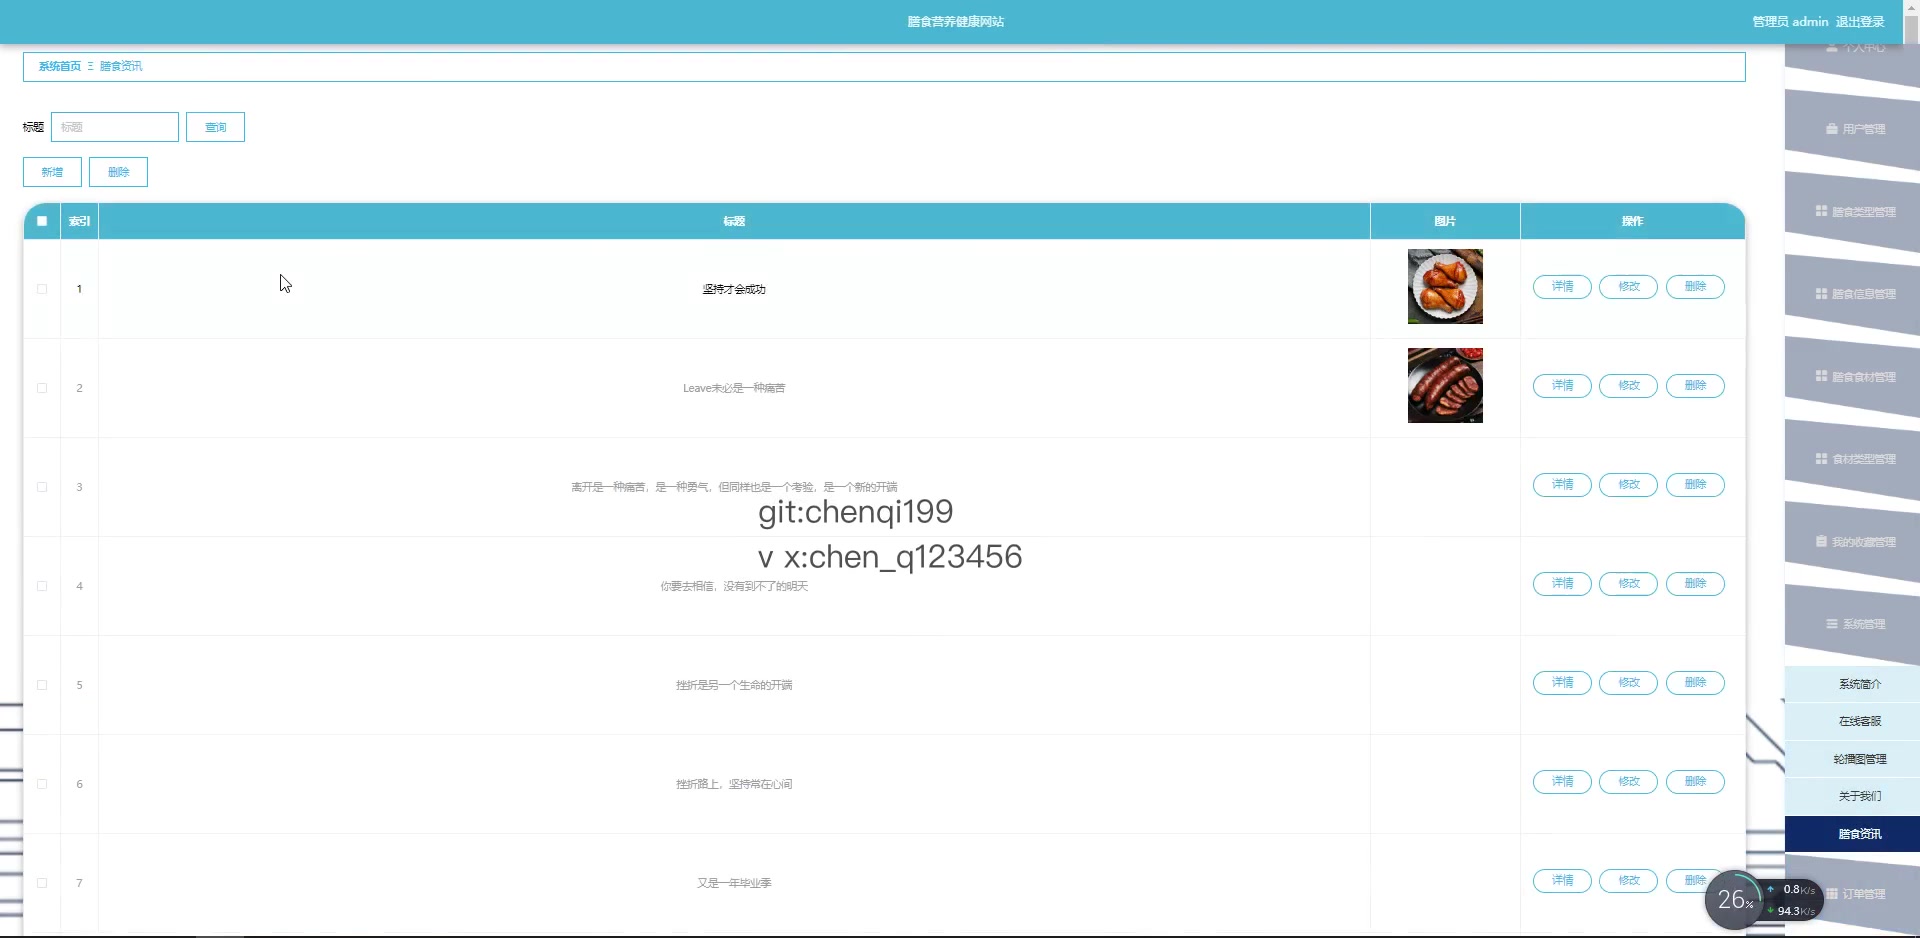 膳食营养健康网站
管理员 admin 退出登录
个人中心
系统首页 Ξ 膳食资讯
标题 标题 查询
新增 删除
索引 标题 图片 操作
1 坚持才会成功 详情 修改 删除
2 Leave未必是一种痛苦 详情 修改 删除
3 离开是一种痛苦，是一种勇气，但同样也是一个考验，是一个新的开端 详情 修改 删除
git:chenqi199
v x:chen_q123456
4 你要去相信，没有到不了的明天 详情 修改 删除
5 挫折是另一个生命的开端 详情 修改 删除
6 挫折路上，坚持常在心间 详情 修改 删除
7 又是一年毕业季 详情 修改 删除
用户管理
膳食类型管理
膳食信息管理
膳食食材管理
食材类型管理
我的收藏管理
系统管理
系统简介
在线客服
轮播图管理
关于我们
膳食资讯
订单管理
26%
0.8K/s
94.3K/s